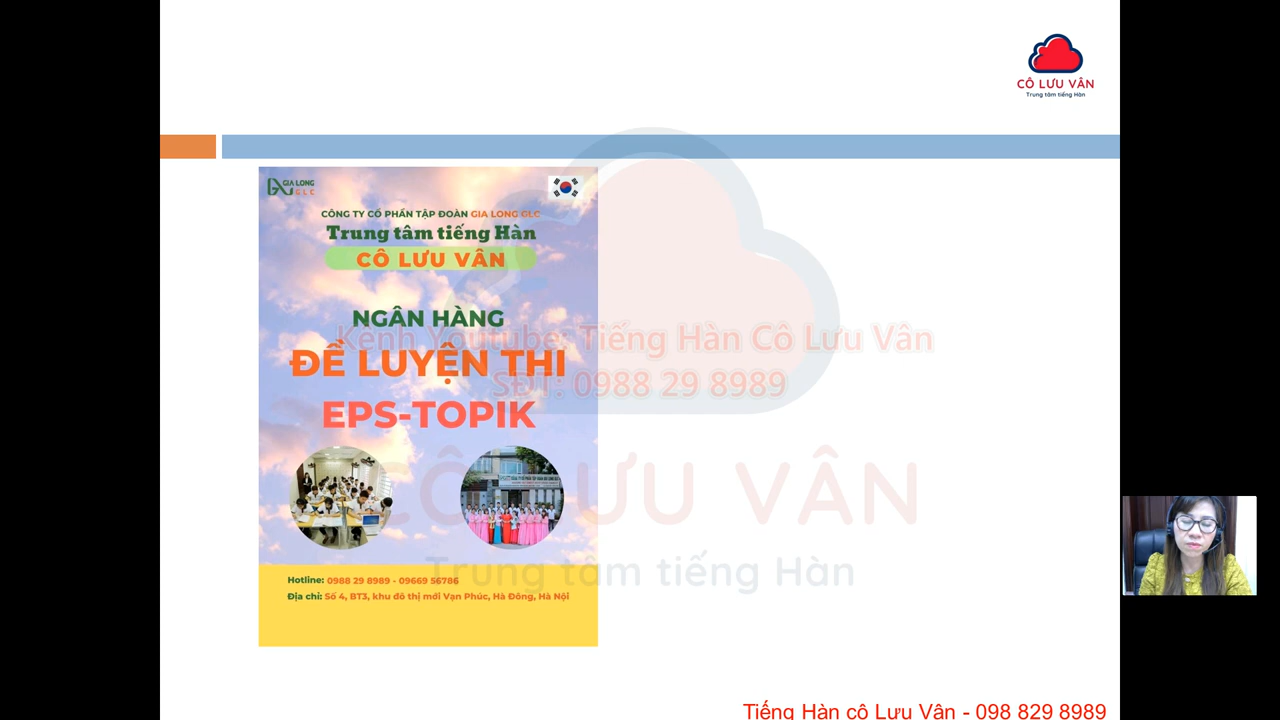 CÔ LƯU VÂN
Trung tâm tiếng Hàn
GIA LONG
GLC
CÔNG TY CỔ PHẦN TẬP ĐOÀN GIA LONG GLC
Trung tâm tiếng Hàn
CÔ LƯU VÂN
NGÂN HÀNG
Kênh Youtube: Tiếng Hàn Cô Lưu Vân
ĐỀ LUYỆN THI
SĐT: 0988 29 8989
EPS-TOPIK
CÔ LƯU VÂN
Trung tâm tiếng Hàn
Hotline: 0988 29 8989 - 09669 56786
Địa chỉ: Số 4, BT3, khu đô thị mới Vạn Phúc, Hà Đông, Hà Nội
Tiếng Hàn cô Lưu Vân - 098 829 8989